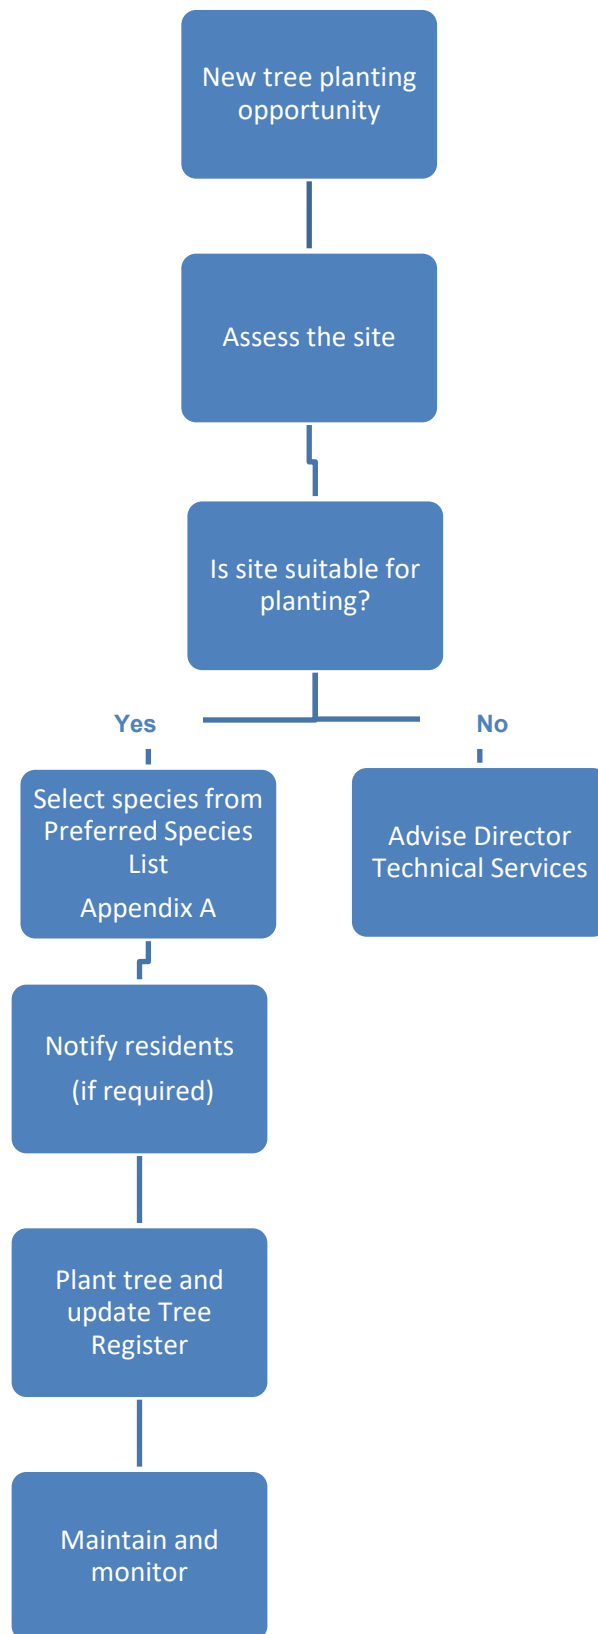 New tree planting
opportunity
Assess the site
Is site suitable for
planting?
Yes
No
Select species from
Preferred Species
List
Appendix A
Advise Director
Technical Services
Notify residents
(if required)
Plant tree and
update Tree
Register
Maintain and
monitor